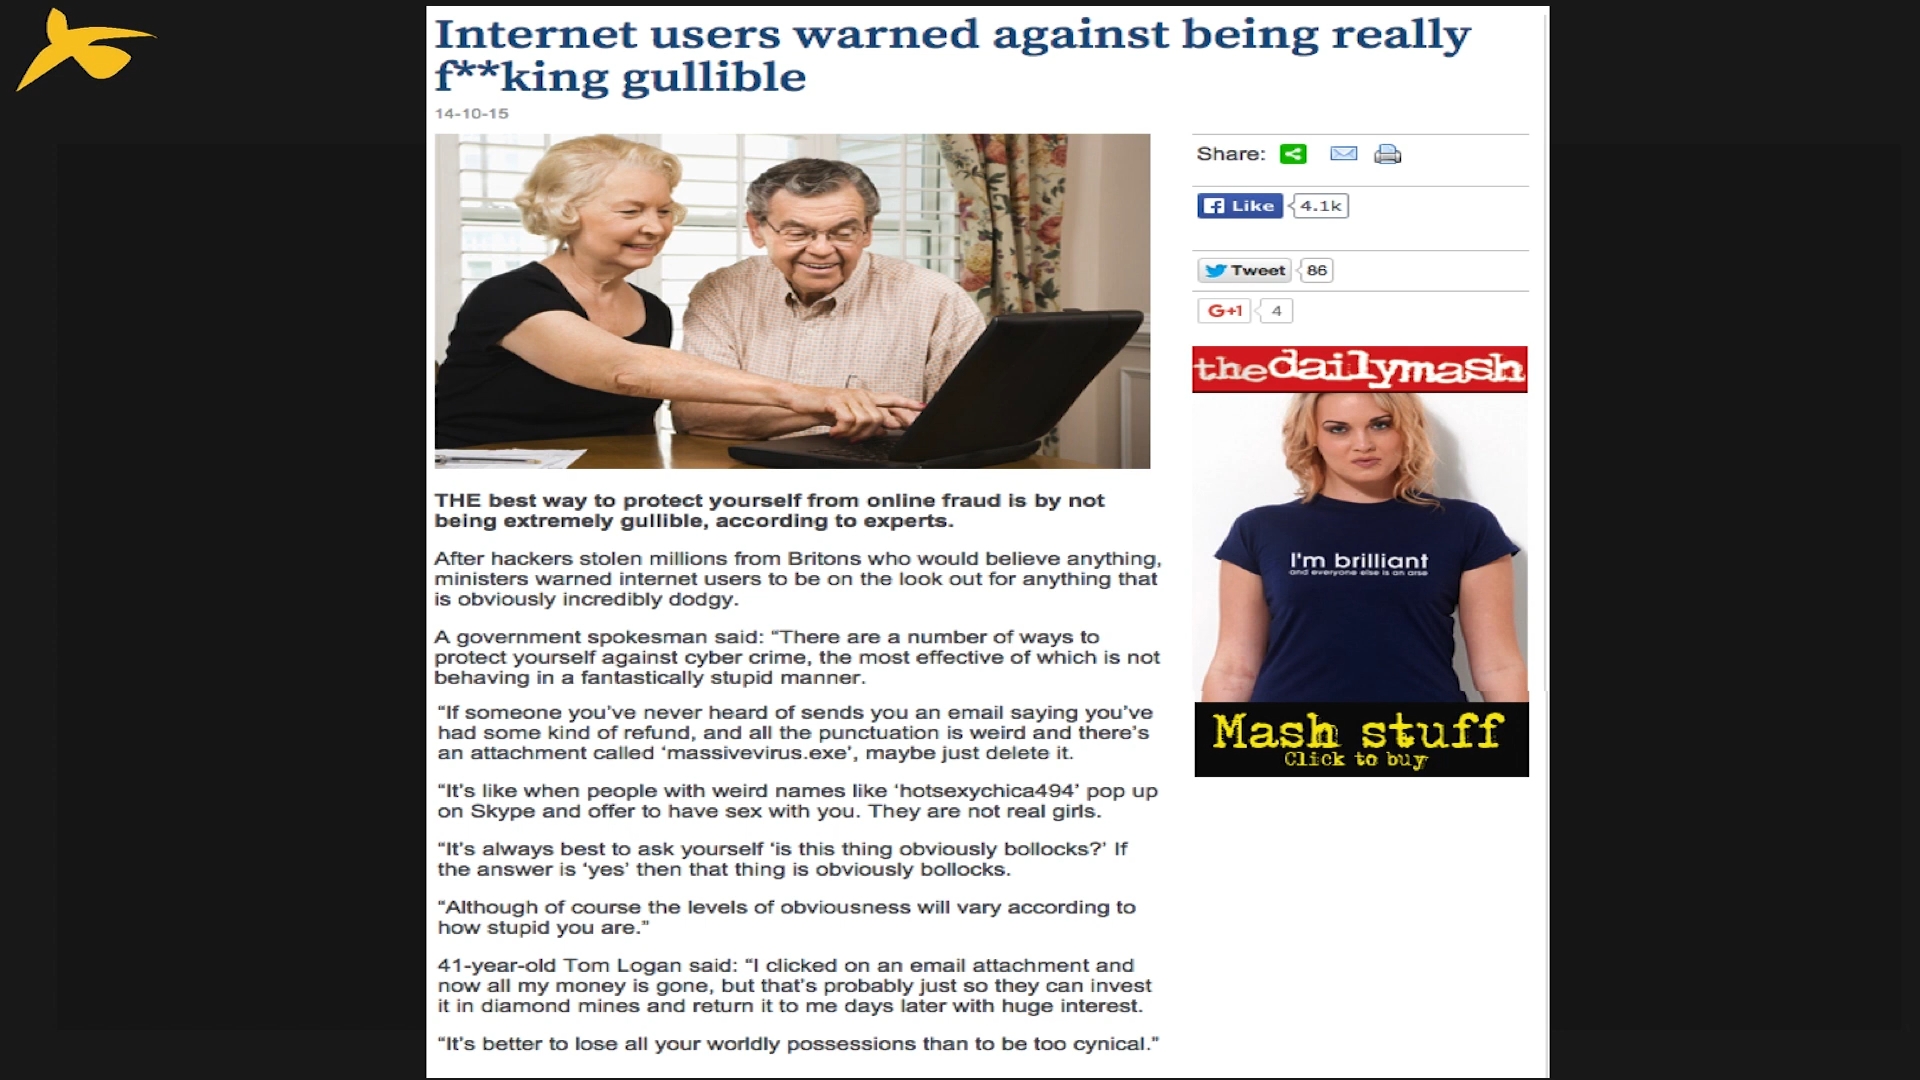 Internet users warned against being really
f**king gullible
14-10-15
Share:
Like 4.1k
Tweet 86
G+1 4
thedailymash
I'm brilliant
and everyone else is an arse
Mash stuff
Click to buy
THE best way to protect yourself from online fraud is by not
being extremely gullible, according to experts.
After hackers stolen millions from Britons who would believe anything,
ministers warned internet users to be on the look out for anything that
is obviously incredibly dodgy.
A government spokesman said: “There are a number of ways to
protect yourself against cyber crime, the most effective of which is not
behaving in a fantastically stupid manner.
“If someone you’ve never heard of sends you an email saying you’ve
had some kind of refund, and all the punctuation is weird and there’s
an attachment called ‘massivevirus.exe’, maybe just delete it.
“It’s like when people with weird names like ‘hotsexychica494’ pop up
on Skype and offer to have sex with you. They are not real girls.
“It’s always best to ask yourself ‘is this thing obviously bollocks?’ If
the answer is ‘yes’ then that thing is obviously bollocks.
“Although of course the levels of obviousness will vary according to
how stupid you are.”
41-year-old Tom Logan said: “I clicked on an email attachment and
now all my money is gone, but that’s probably just so they can invest
it in diamond mines and return it to me days later with huge interest.
“It’s better to lose all your worldly possessions than to be too cynical.”